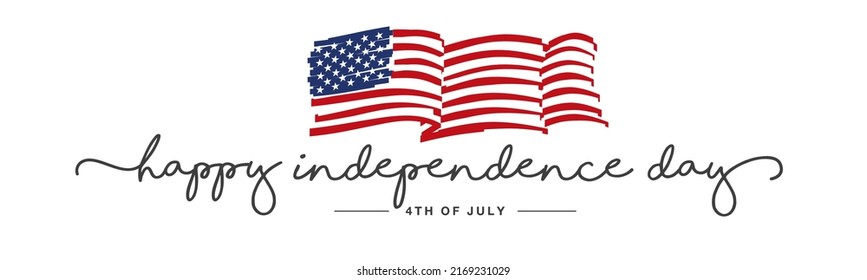 happy independence day
4TH OF JULY
shutterstock.com · 2169231029